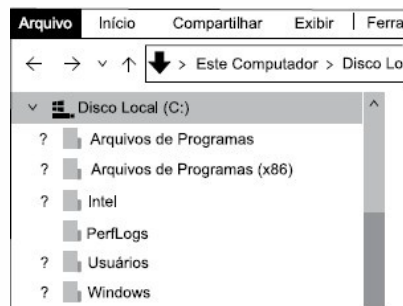 Arquivo Início Compartilhar Exibir | Ferra
> Este Computador > Disco Lo
Disco Local (C:)
? Arquivos de Programas
? Arquivos de Programas (x86)
? Intel
PerfLogs
? Usuários
? Windows